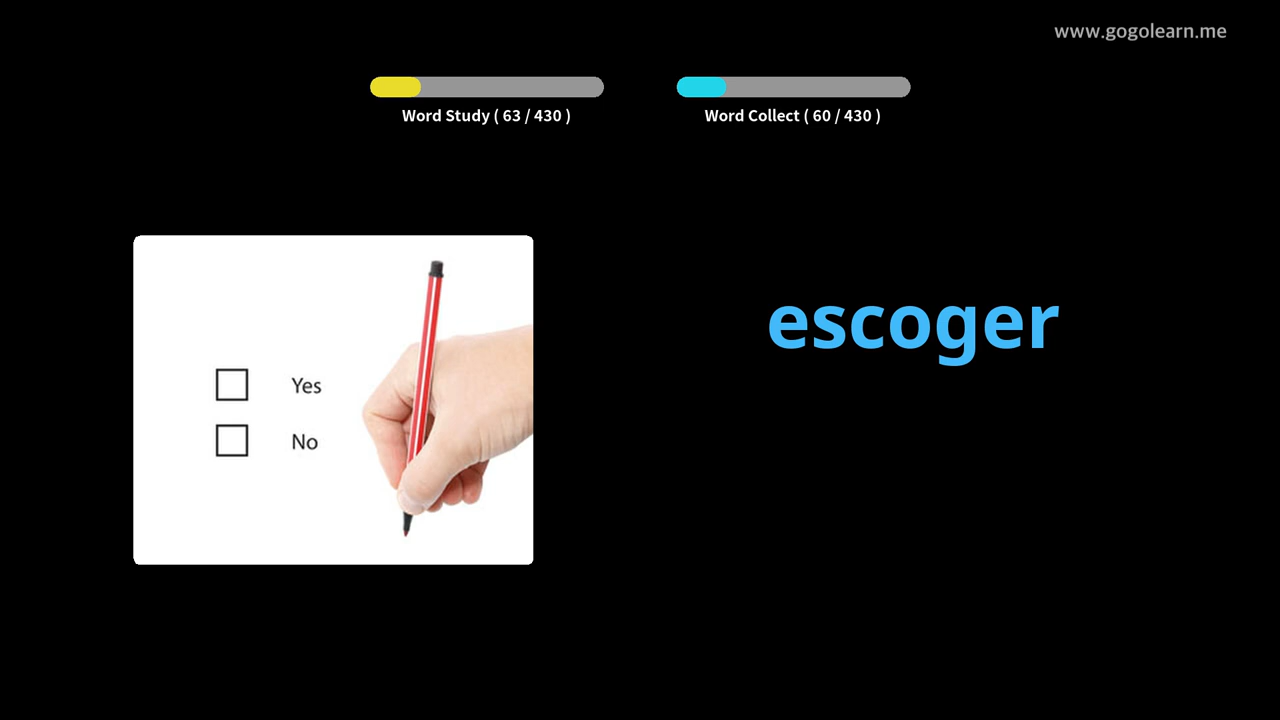 www.gogolearn.me
Word Study ( 63 / 430 )
Word Collect ( 60 / 430 )
escoger
Yes
No